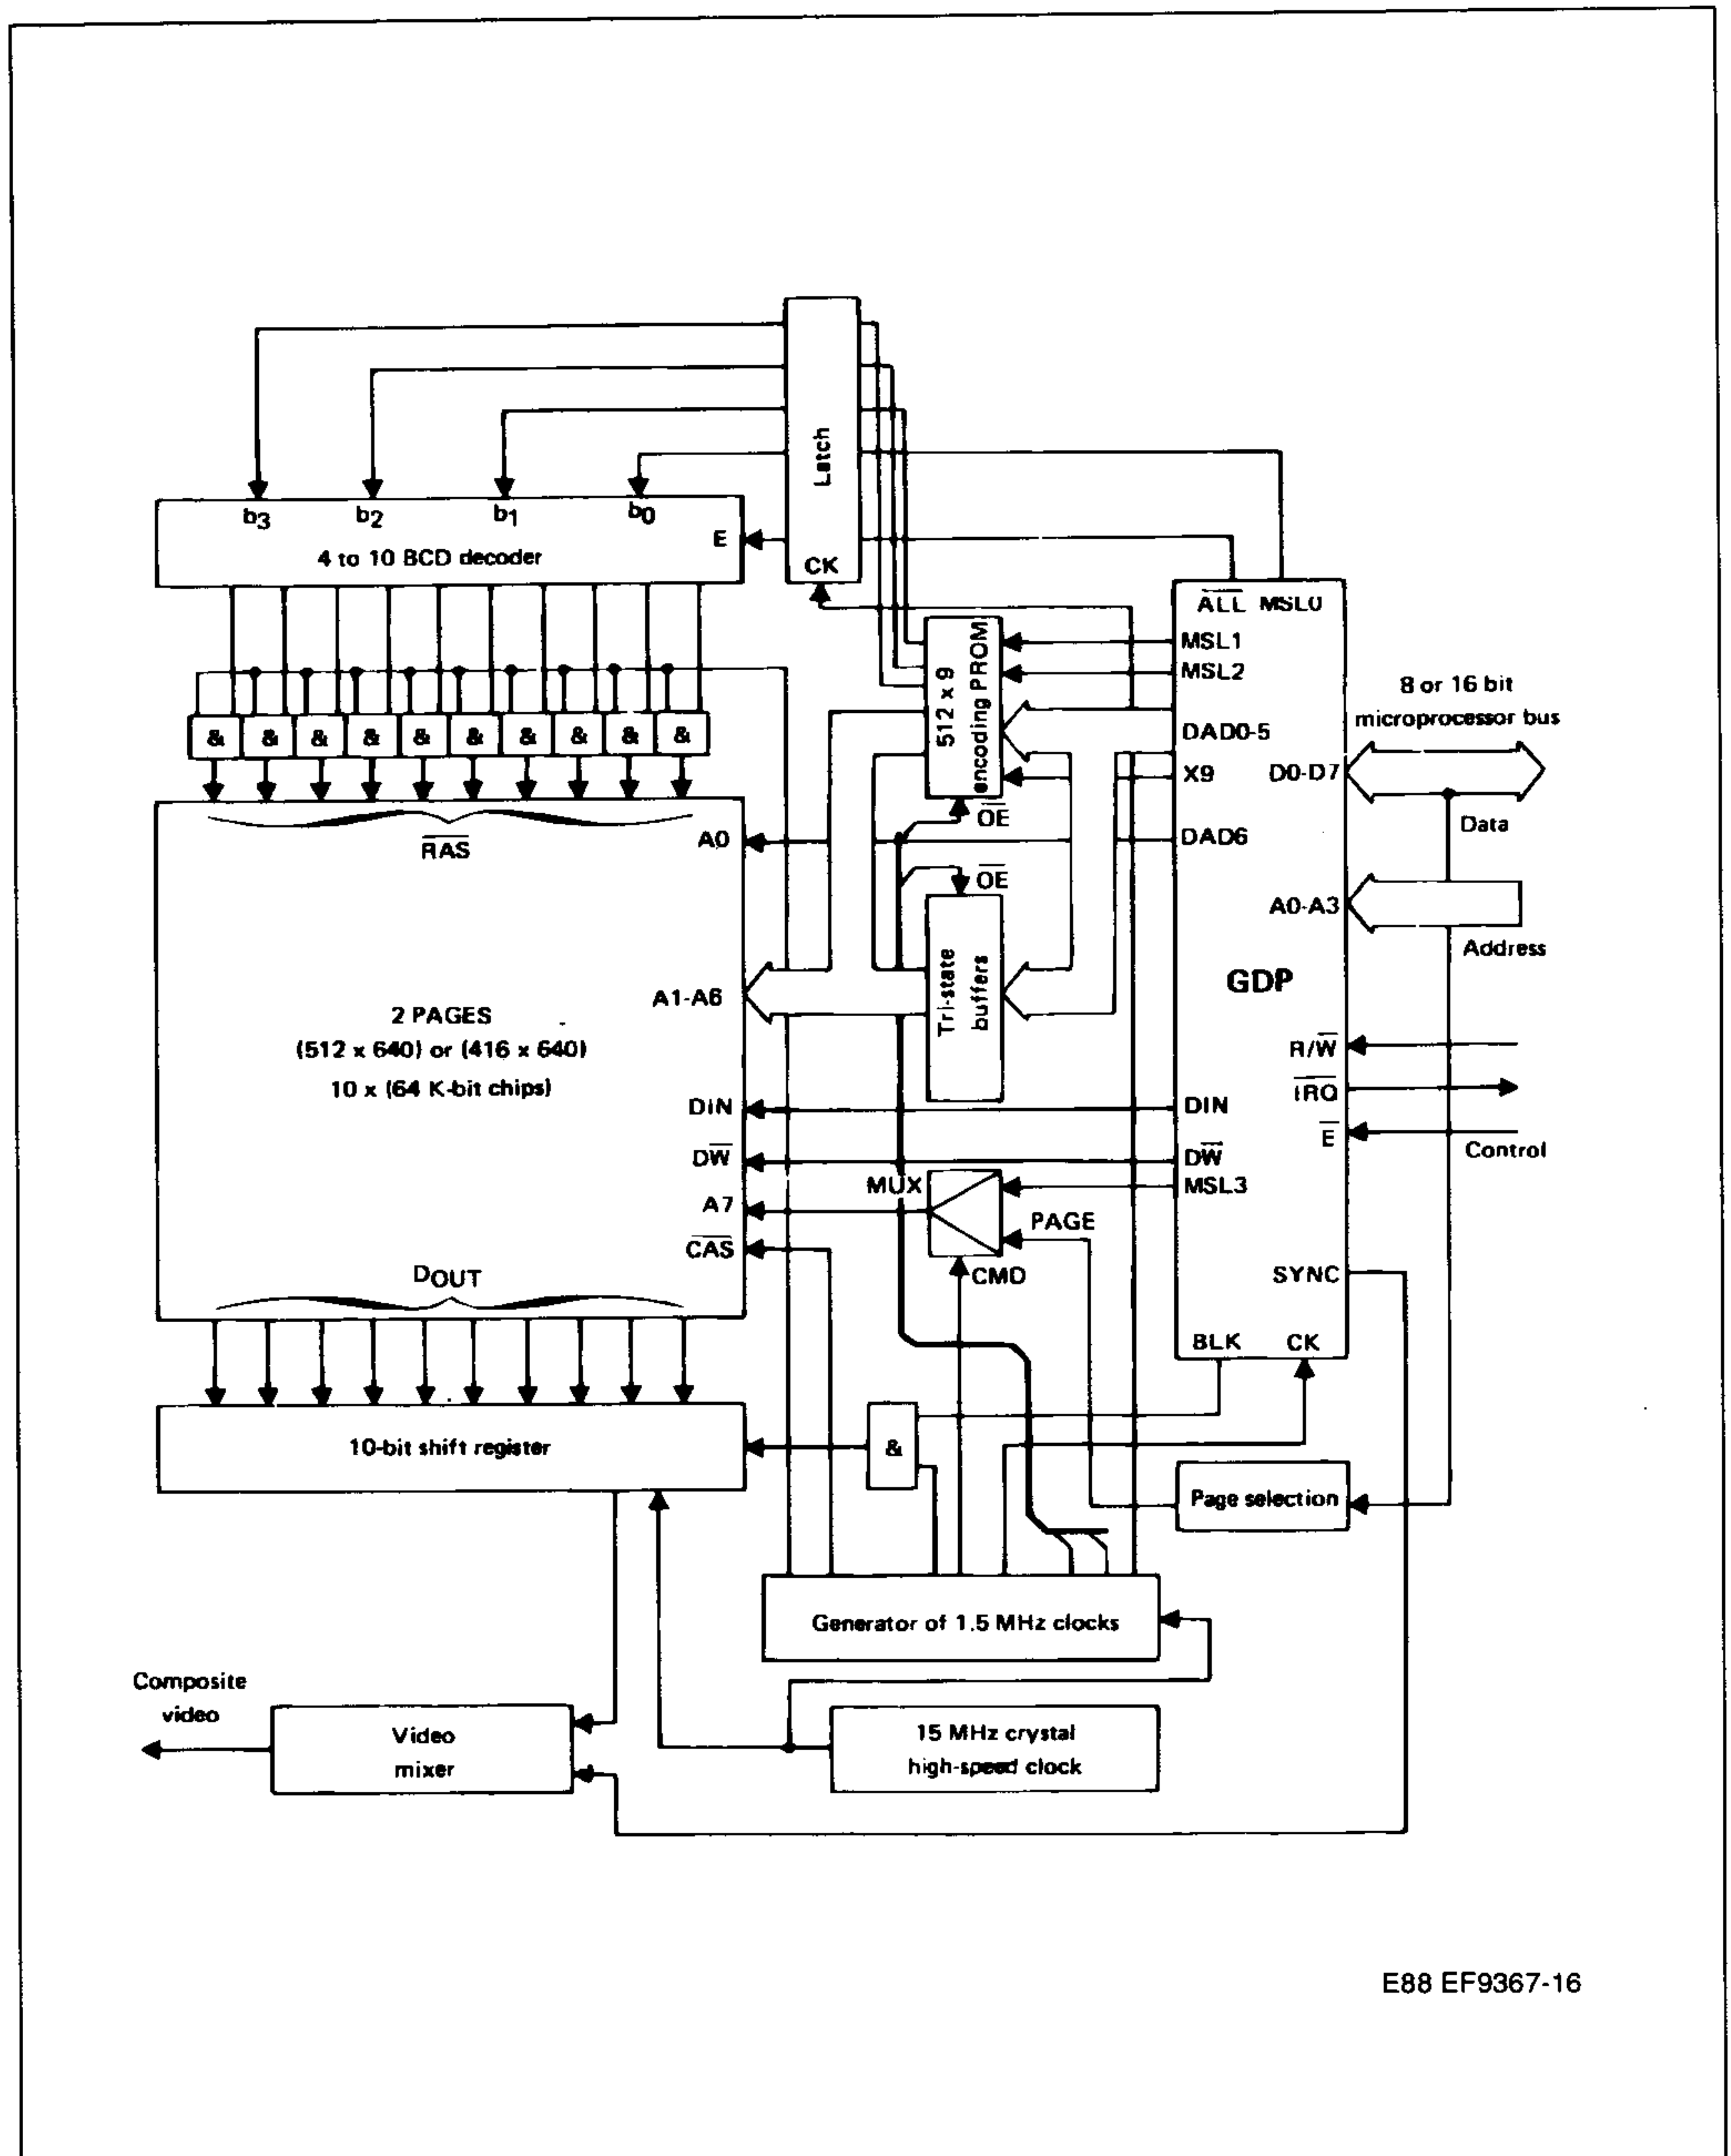 Latch
CK
b3
b2
b1
b0
E
4 to 10 BCD decoder
ALL MSL0
MSL1
MSL2
512 x 9
encoding PROM
DAD0-5
X9
8 or 16 bit
microprocessor bus
D0-D7
Data
& & & & & & & & & &
RAS
A0
OE
DAD6
OE
A0-A3
Address
Tri-state
buffers
A1-A6
GDP
2 PAGES
(512 x 640) or (416 x 640)
10 x (64 K-bit chips)
R/W
IRQ
E
Control
DIN
DIN
DW
DW
MUX
MSL3
A7
PAGE
CAS
CMD
SYNC
DOUT
BLK
CK
10-bit shift register
&
Page selection
Generator of 1.5 MHz clocks
Composite
video
Video
mixer
15 MHz crystal
high-speed clock
E88 EF9367-16